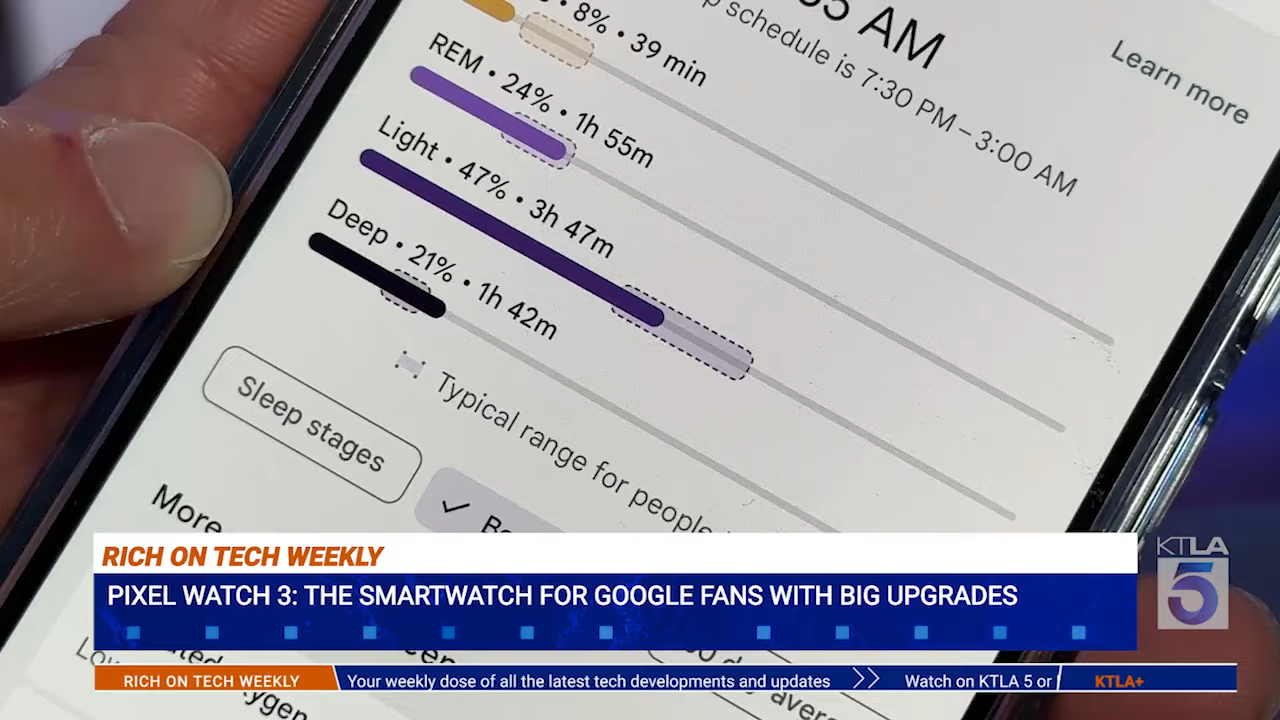 AM
schedule is 7:30 PM – 3:00 AM
Learn more
• 8% • 39 min
REM • 24% • 1h 55m
Light • 47% • 3h 47m
Deep • 21% • 1h 42m
Typical range for people
Sleep stages
More
RICH ON TECH WEEKLY
PIXEL WATCH 3: THE SMARTWATCH FOR GOOGLE FANS WITH BIG UPGRADES
KTLA
5
RICH ON TECH WEEKLY
Your weekly dose of all the latest tech developments and updates
Watch on KTLA 5 or
KTLA+